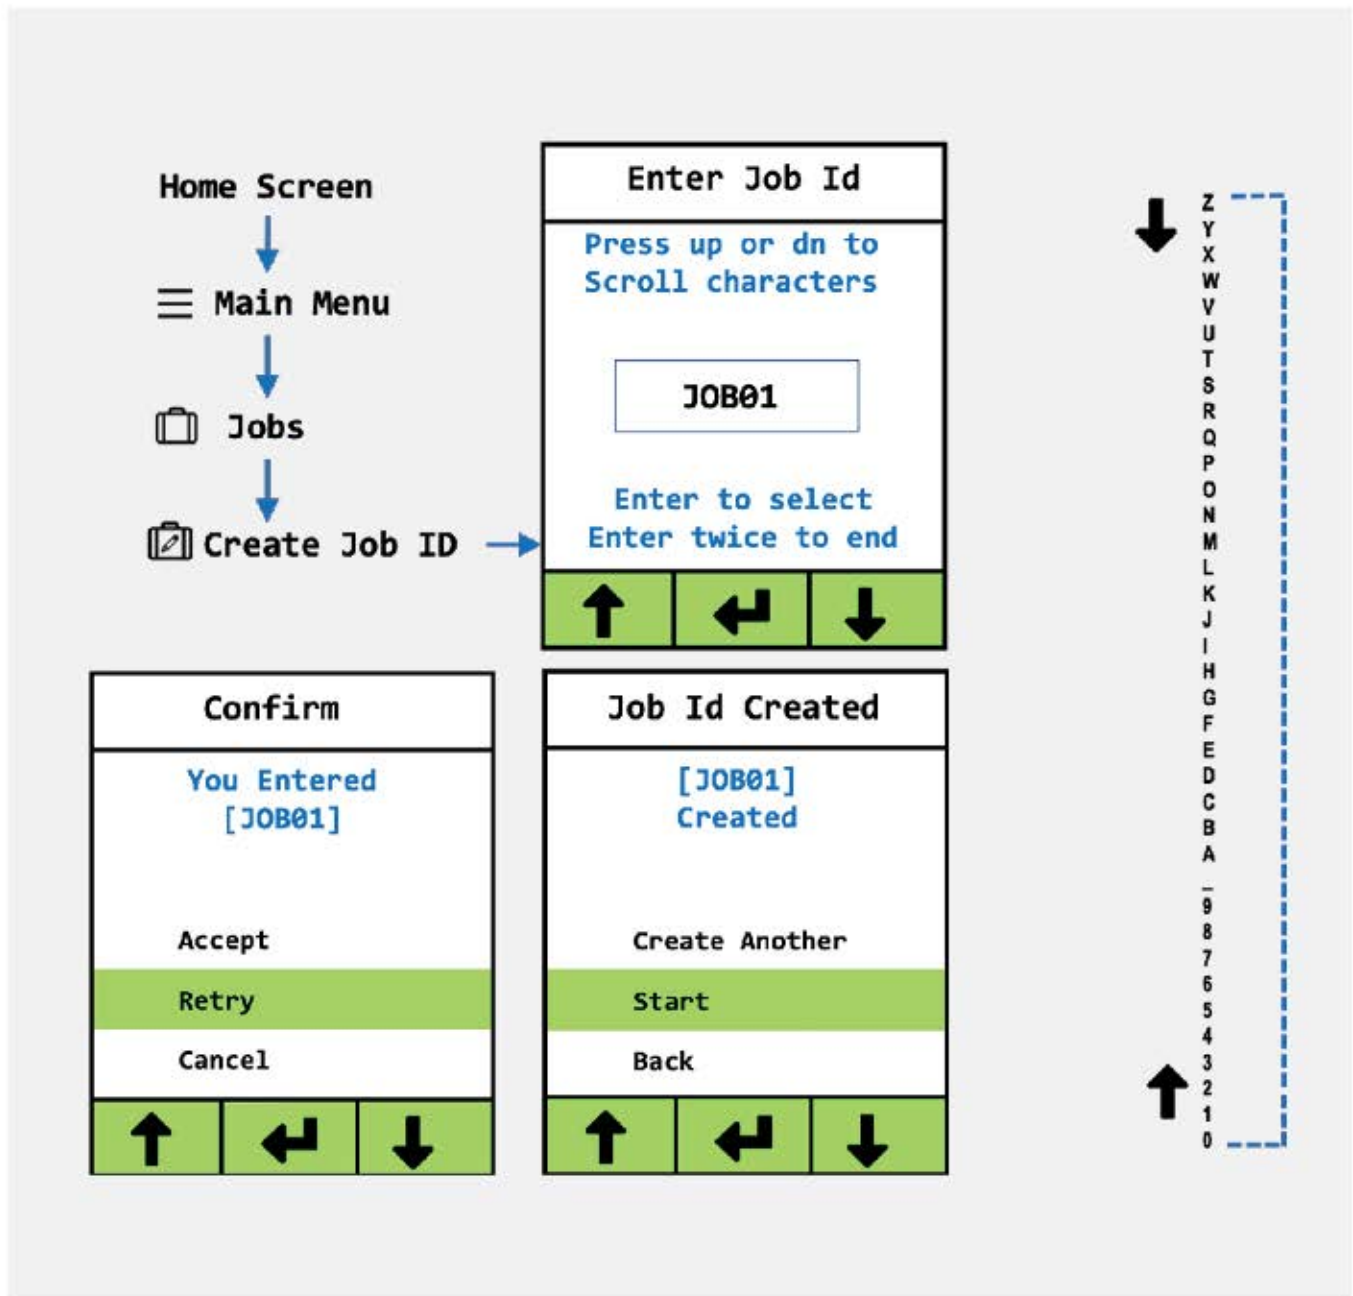 Home Screen
Main Menu
Jobs
Create Job ID
Enter Job Id
Press up or dn to
Scroll characters
JOB01
Enter to select
Enter twice to end
Confirm
You Entered
[JOB01]
Accept
Retry
Cancel
Job Id Created
[JOB01]
Created
Create Another
Start
Back
Z
Y
X
W
V
U
T
S
R
Q
P
O
N
M
L
K
J
I
H
G
F
E
D
C
B
A
_
9
8
7
6
5
4
3
2
1
0